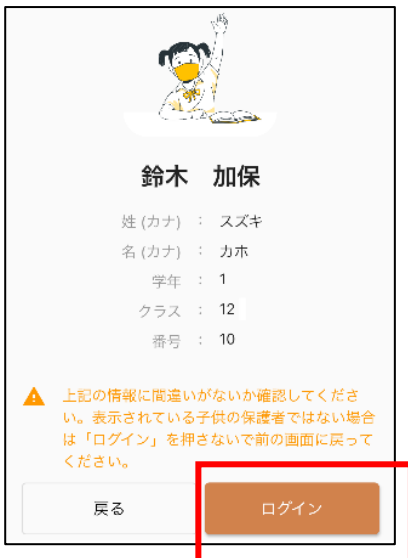 鈴木　加保
姓 (カナ) : スズキ
名 (カナ) : カホ
学年 : 1
クラス : 12
番号 : 10
上記の情報に間違いがないか確認してくださ
い。表示されている子供の保護者ではない場合
は「ログイン」を押さないで前の画面に戻って
ください。
戻る ログイン